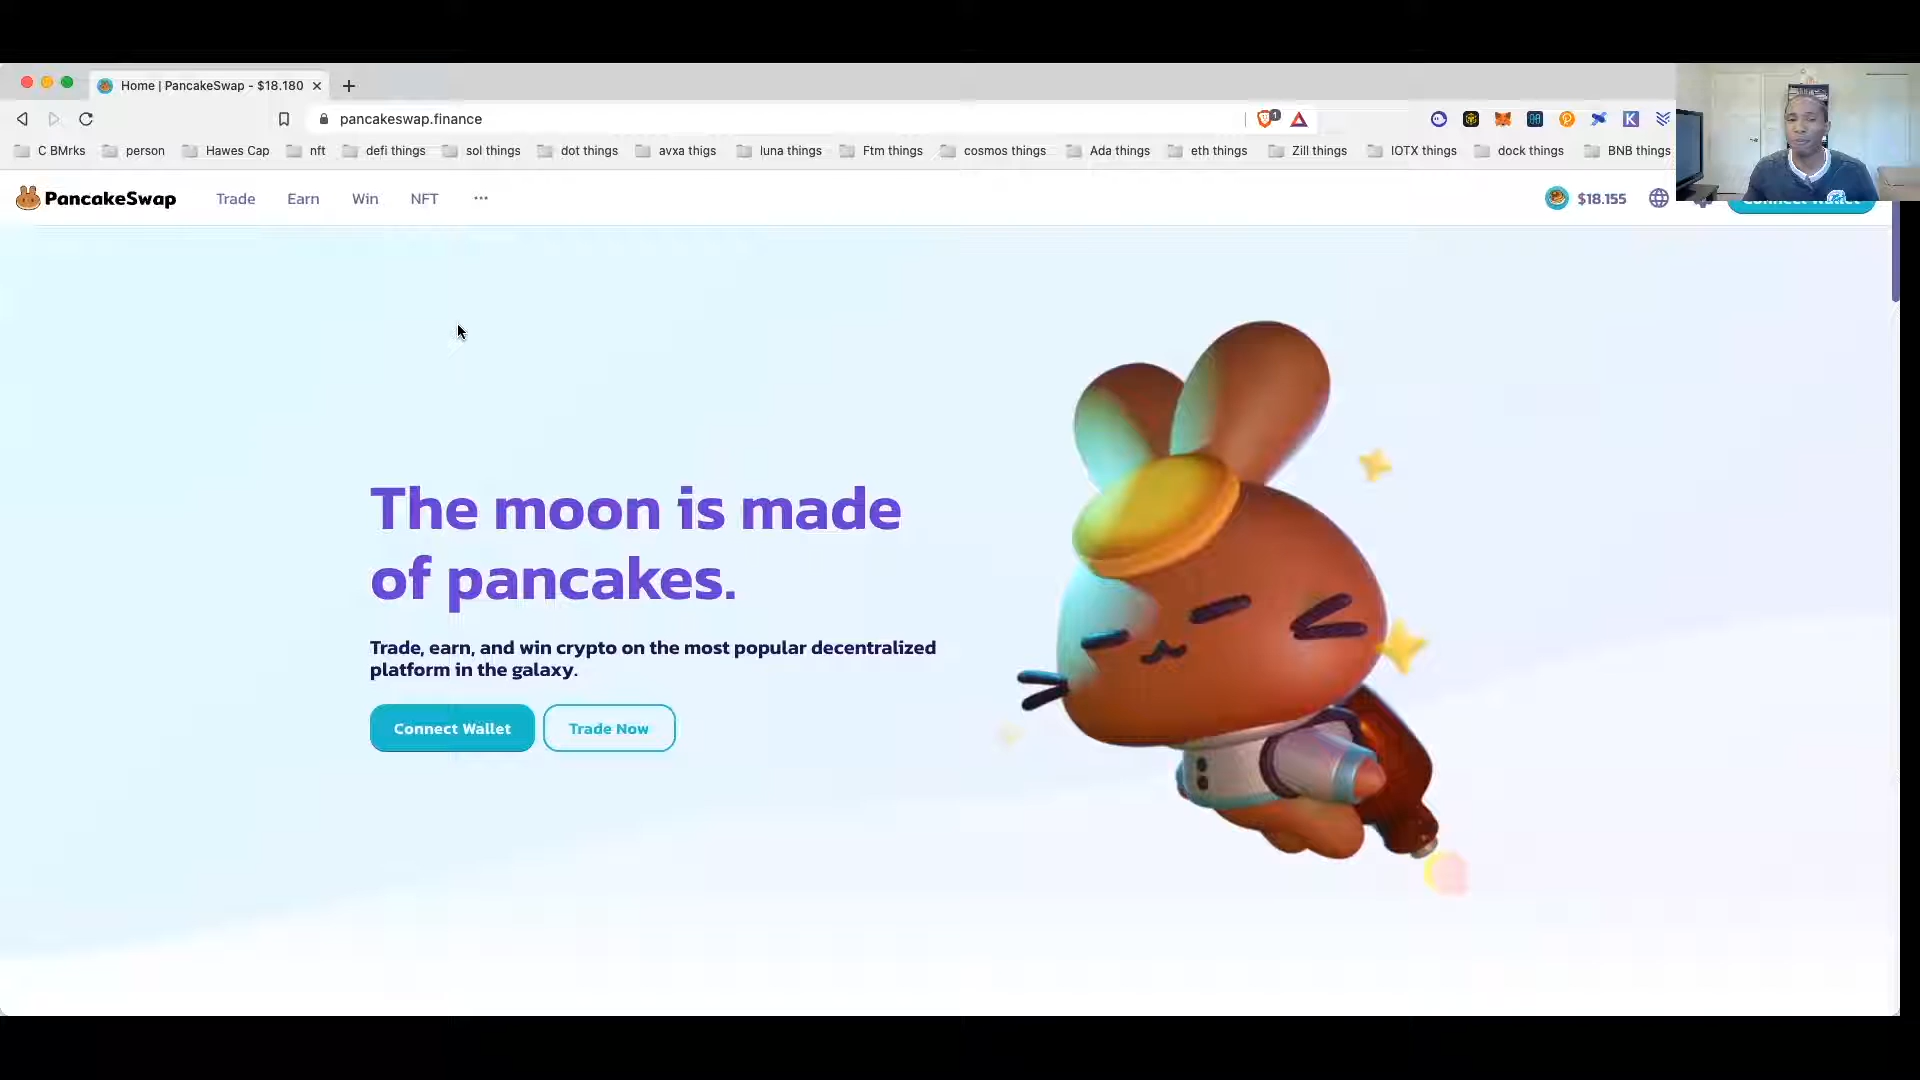 Home | PancakeSwap - $18.180
pancakeswap.finance
1
C BMrks person Hawes Cap nft defi things sol things dot things avxa thigs luna things Ftm things cosmos things Ada things eth things Zill things IOTX things dock things BNB things
PancakeSwap Trade Earn Win NFT $18.155
Connect Wallet
The moon is made
of pancakes.
Trade, earn, and win crypto on the most popular decentralized
platform in the galaxy.
Connect Wallet Trade Now